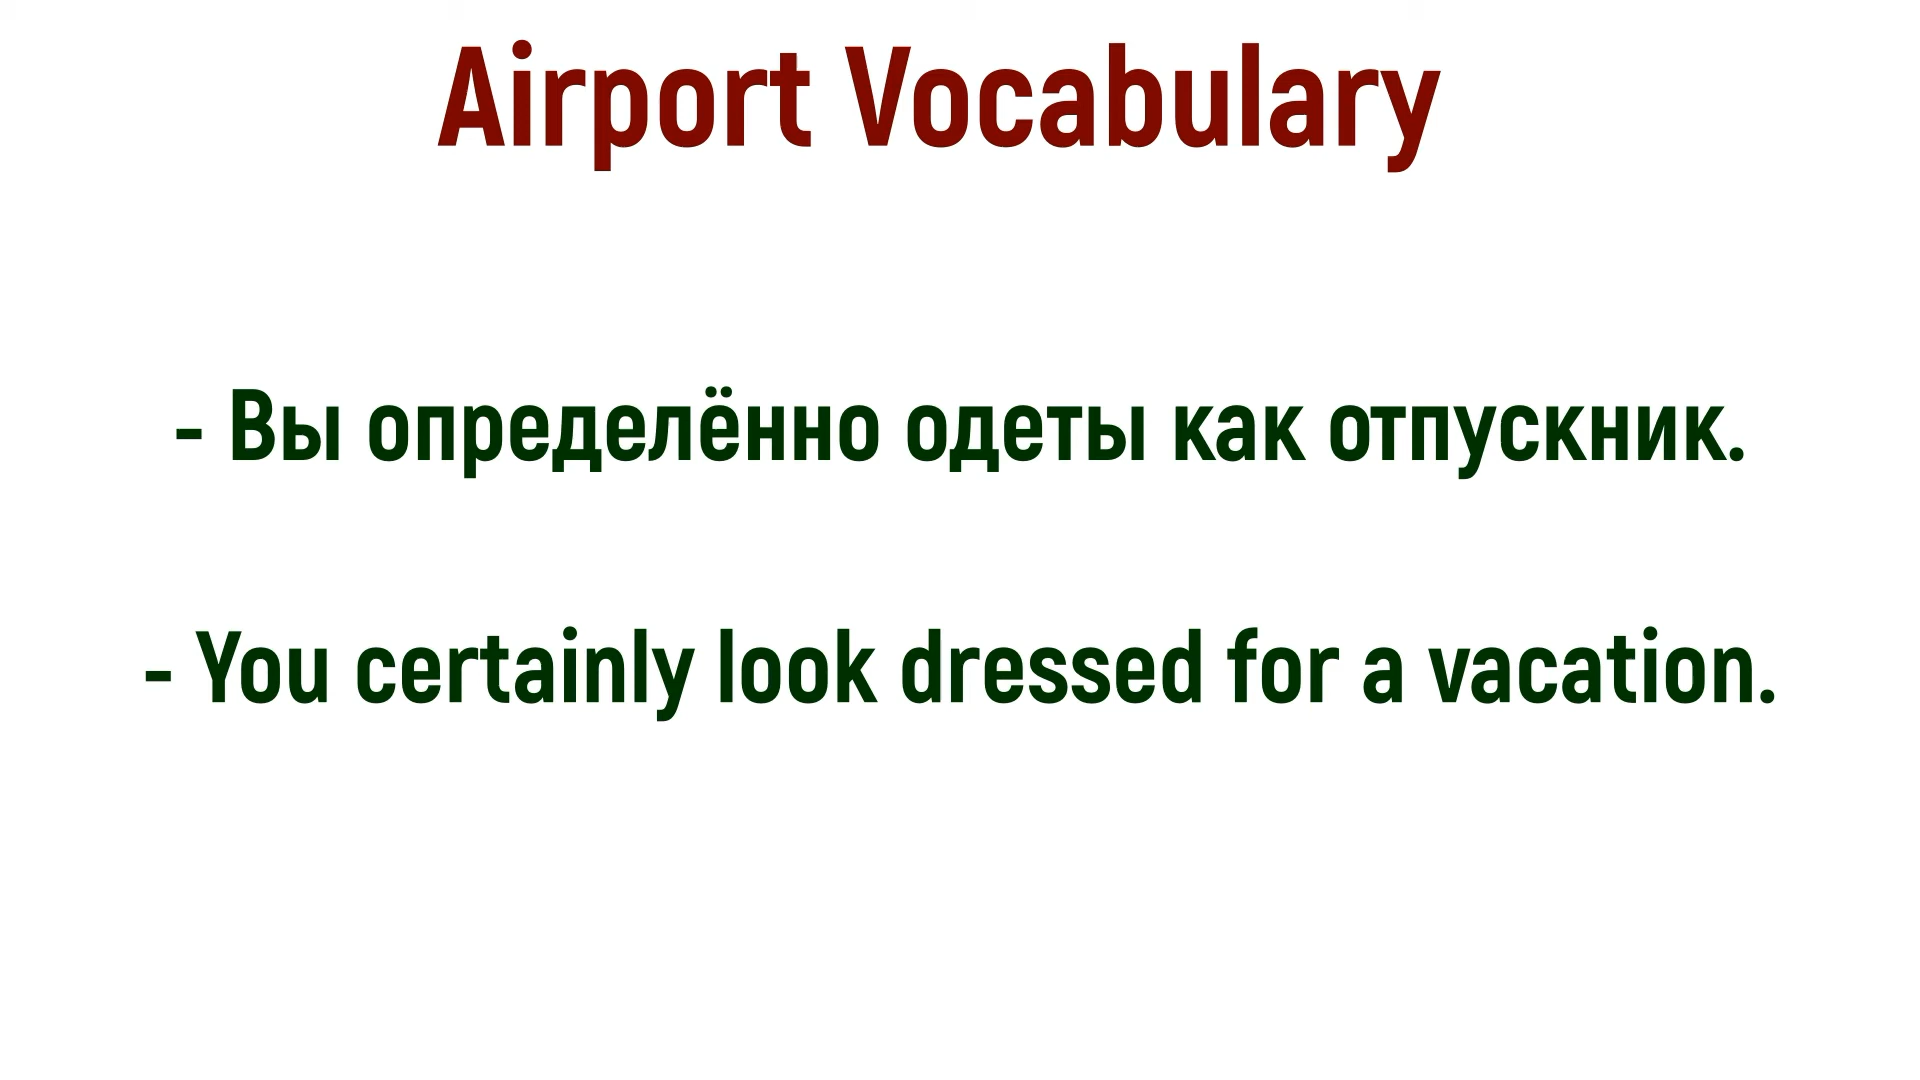 Airport Vocabulary
- Вы определённо одеты как отпускник.
- You certainly look dressed for a vacation.